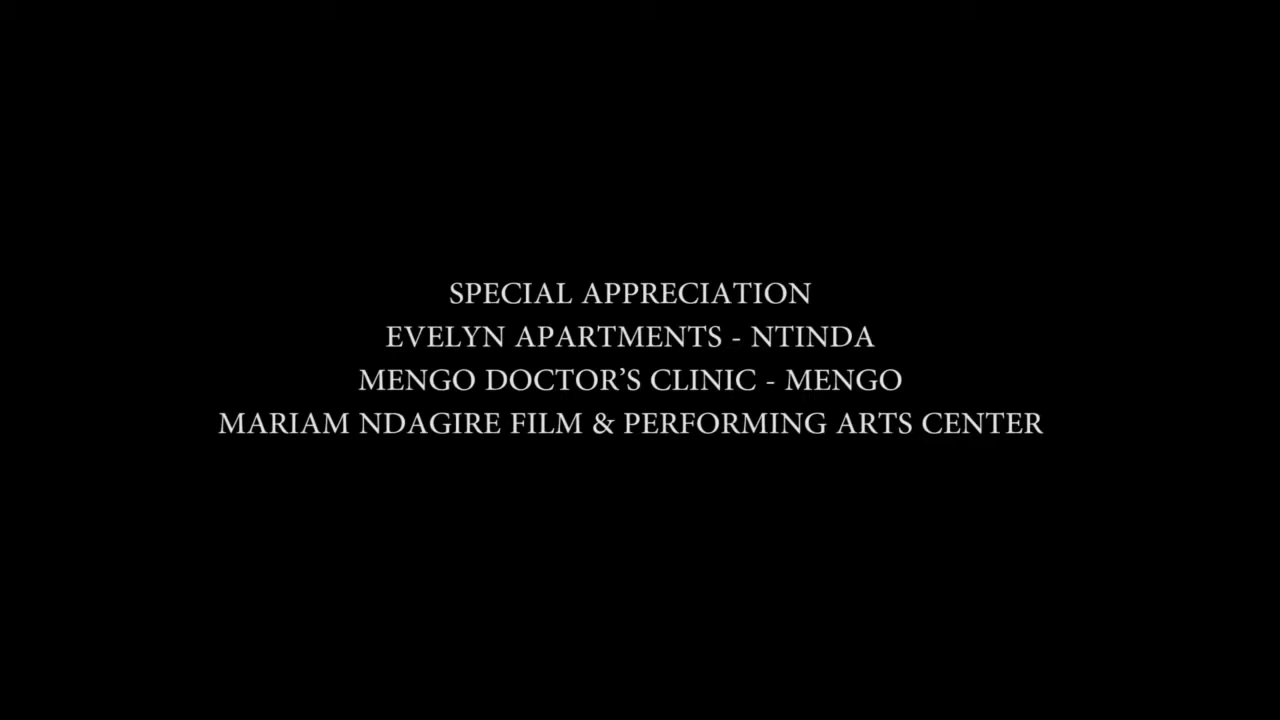 SPECIAL APPRECIATION
EVELYN APARTMENTS - NTINDA
MENGO DOCTOR’S CLINIC - MENGO
MARIAM NDAGIRE FILM & PERFORMING ARTS CENTER